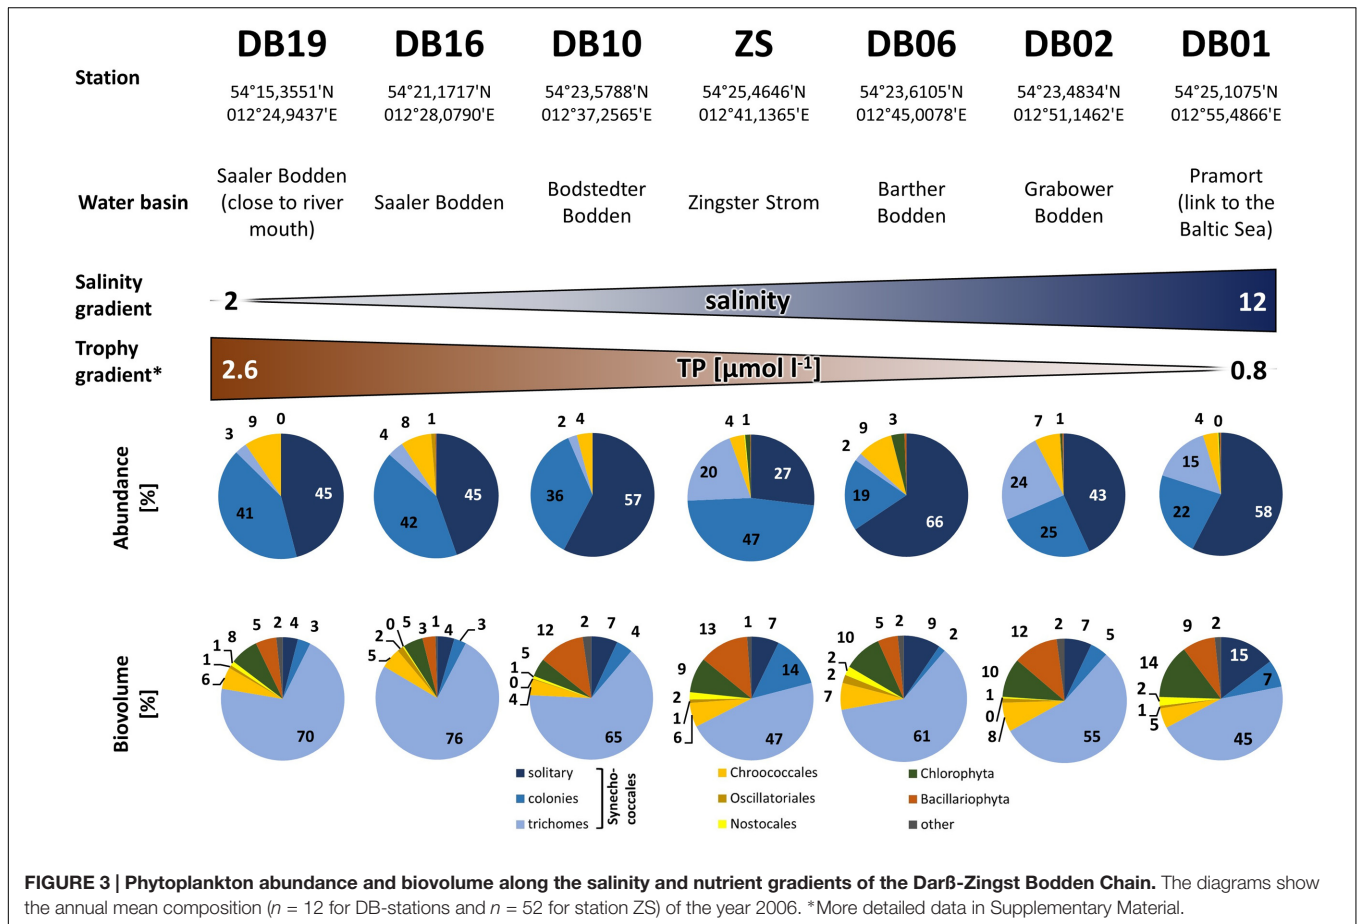 Station
DB19 DB16 DB10 ZS DB06 DB02 DB01
54°15,3551'N 54°21,1717'N 54°23,5788'N 54°25,4646'N 54°23,6105'N 54°23,4834'N 54°25,1075'N
012°24,9437'E 012°28,0790'E 012°37,2565'E 012°41,1365'E 012°45,0078'E 012°51,1462'E 012°55,4866'E
Water basin
Saaler Bodden
(close to river
mouth)
Saaler Bodden
Bodstedter
Bodden
Zingster Strom
Barther
Bodden
Grabower
Bodden
Pramort
(link to the
Baltic Sea)
Salinity
gradient
2 salinity 12
Trophy
gradient*
2.6 TP [µmol l-1] 0.8
Abundance
[%]
3 9 0 45 41
4 8 1 45 42
2 4 57 36
4 1 27 47 20
2 9 3 66 19
7 1 43 25 24
4 0 58 22 15
Biovolume
[%]
4 3 70 6 1 1 8 5 2
4 3 76 5 2 0 5 3 1
7 4 65 4 0 1 5 12 2
7 14 47 6 1 2 9 13 1
9 2 61 7 2 2 10 5 2
7 5 55 8 0 1 10 12 2
15 7 45 5 1 2 14 9 2
solitary
colonies
trichomes
Synecho-
coccales
Chroococcales
Oscillatoriales
Nostocales
Chlorophyta
Bacillariophyta
other
FIGURE 3 | Phytoplankton abundance and biovolume along the salinity and nutrient gradients of the Darß-Zingst Bodden Chain. The diagrams show
the annual mean composition (n = 12 for DB-stations and n = 52 for station ZS) of the year 2006. *More detailed data in Supplementary Material.